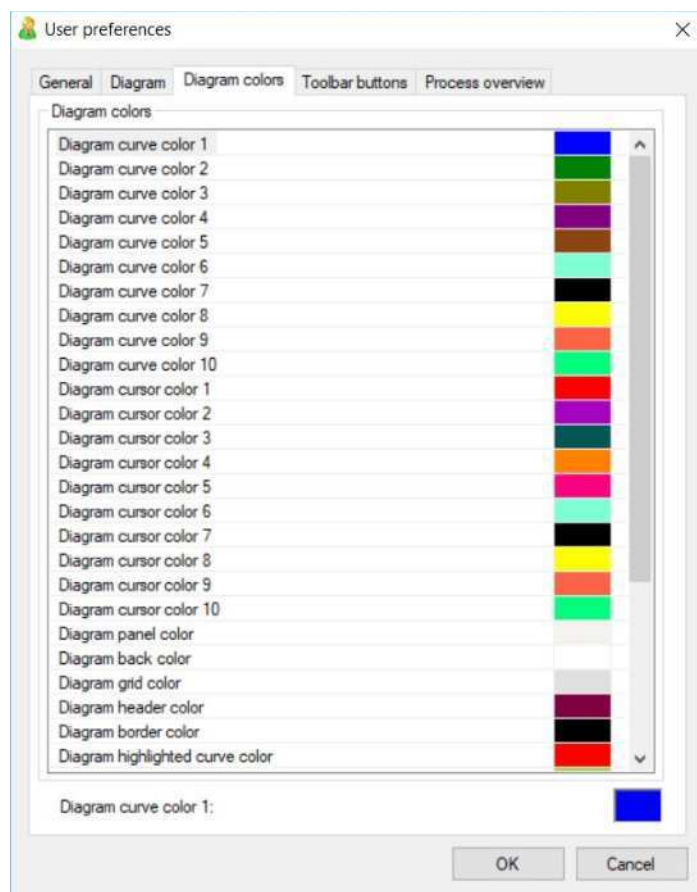 User preferences
General Diagram Diagram colors Toolbar buttons Process overview
Diagram colors
Diagram curve color 1
Diagram curve color 2
Diagram curve color 3
Diagram curve color 4
Diagram curve color 5
Diagram curve color 6
Diagram curve color 7
Diagram curve color 8
Diagram curve color 9
Diagram curve color 10
Diagram cursor color 1
Diagram cursor color 2
Diagram cursor color 3
Diagram cursor color 4
Diagram cursor color 5
Diagram cursor color 6
Diagram cursor color 7
Diagram cursor color 8
Diagram cursor color 9
Diagram cursor color 10
Diagram panel color
Diagram back color
Diagram grid color
Diagram header color
Diagram border color
Diagram highlighted curve color
Diagram curve color 1:
OK Cancel